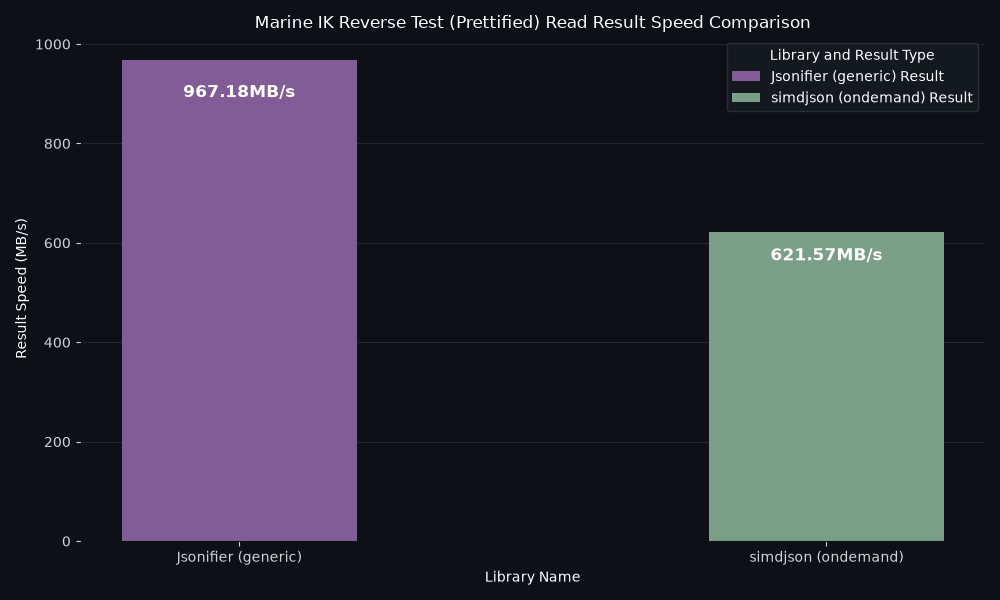 Marine IK Reverse Test (Prettified) Read Result Speed Comparison
Library and Result Type
Jsonifier (generic) Result
simdjson (ondemand) Result
967.18MB/s
621.57MB/s
Result Speed (MB/s)
1000
800
600
400
200
0
Jsonifier (generic)
simdjson (ondemand)
Library Name